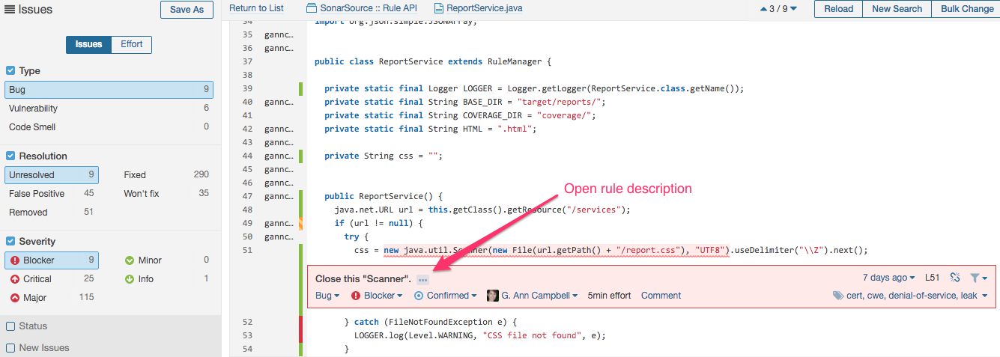 Issues Save As
Return to List SonarSource :: Rule API ReportService.java 3 / 9 Reload New Search Bulk Change
Issues Effort
Type
Bug 9
Vulnerability 6
Code Smell 0
Resolution
Unresolved 9 Fixed 290
False Positive 45 Won't fix 35
Removed 51
Severity
Blocker 9 Minor 0
Critical 25 Info 1
Major 115
Status
New Issues
34 import org.json.simple.JSONArray;
35 gannc…
36 gannc…
37 public class ReportService extends RuleManager {
38
39 private static final Logger LOGGER = Logger.getLogger(ReportService.class.getName());
40 gannc… private static final String BASE_DIR = "target/reports/";
41 private static final String COVERAGE_DIR = "coverage/";
42 gannc… private static final String HTML = ".html";
43 gannc…
44 gannc… private String css = "";
45 gannc…
46 gannc…
Open rule description
47 gannc… public ReportService() {
48 java.net.URL url = this.getClass().getResource("/services");
49 gannc… if (url != null) {
50 gannc… try {
51 css = new java.util.Scanner(new File(url.getPath() + "/report.css"), "UTF8").useDelimiter("\\Z").next();
Close this "Scanner". ... 7 days ago L51
Bug Blocker Confirmed G. Ann Campbell 5min effort Comment cert, cwe, denial-of-service, leak
52 } catch (FileNotFoundException e) {
53 LOGGER.log(Level.WARNING, "CSS file not found", e);
54 }